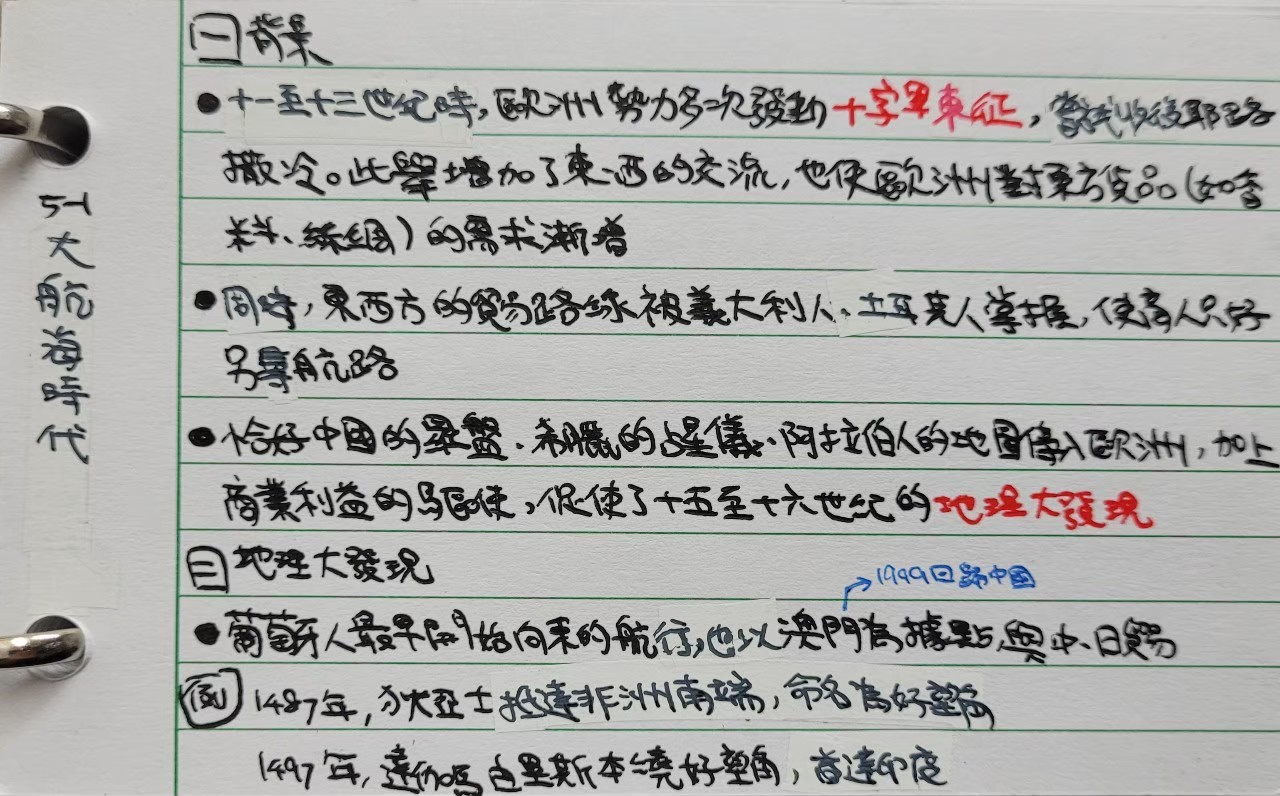 5-1大航海時代
㊀背景
●十一至十三世紀時，歐洲勢力多次發動十字軍東征，嘗試收復耶路
撒冷。此舉增加了東、西的交流，也使歐洲對東方貨品（如香
料、絲綢）的需求漸增
●同時，東西方的貿易路線被義大利人、土耳其人掌握，使商人只好
另尋航路
●恰好中國的羅盤、希臘的占星儀、阿拉伯人的地圖傳入歐洲，加上
商業利益的驅使，促使了十五至十六世紀的地理大發現
㊁地理大發現
1999回歸中國
●葡萄牙人最早開始向東的航行，也以澳門為據點與中、日貿易
例 1487年，狄亞士抵達非洲南端，命名為好望角
1497年，達伽瑪由里斯本繞好望角，首達印度